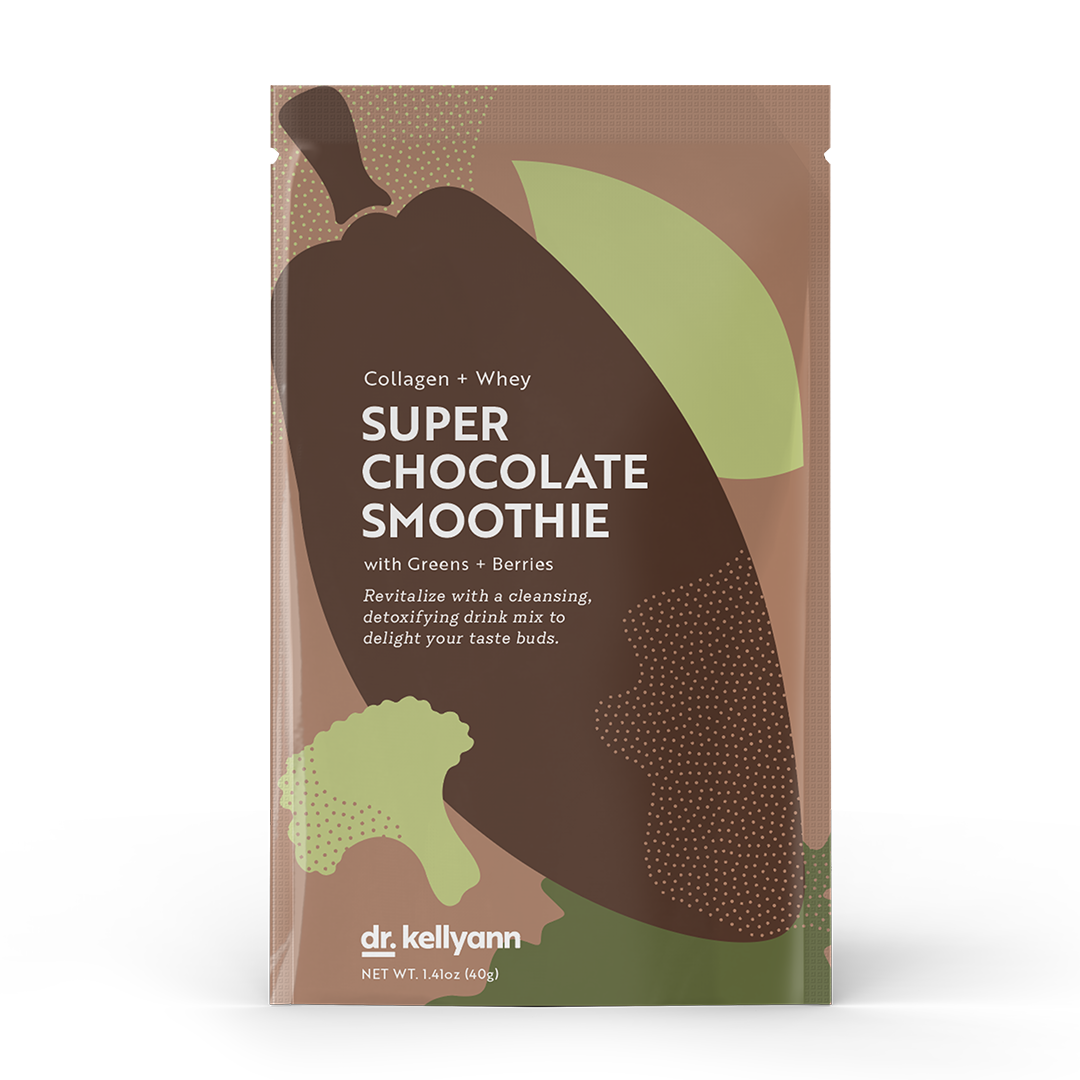 Collagen + Whey
SUPER
CHOCOLATE
SMOOTHIE
with Greens + Berries
Revitalize with a cleansing,
detoxifying drink mix to
delight your taste buds.
dr. kellyann
NET WT. 1.41oz (40g)